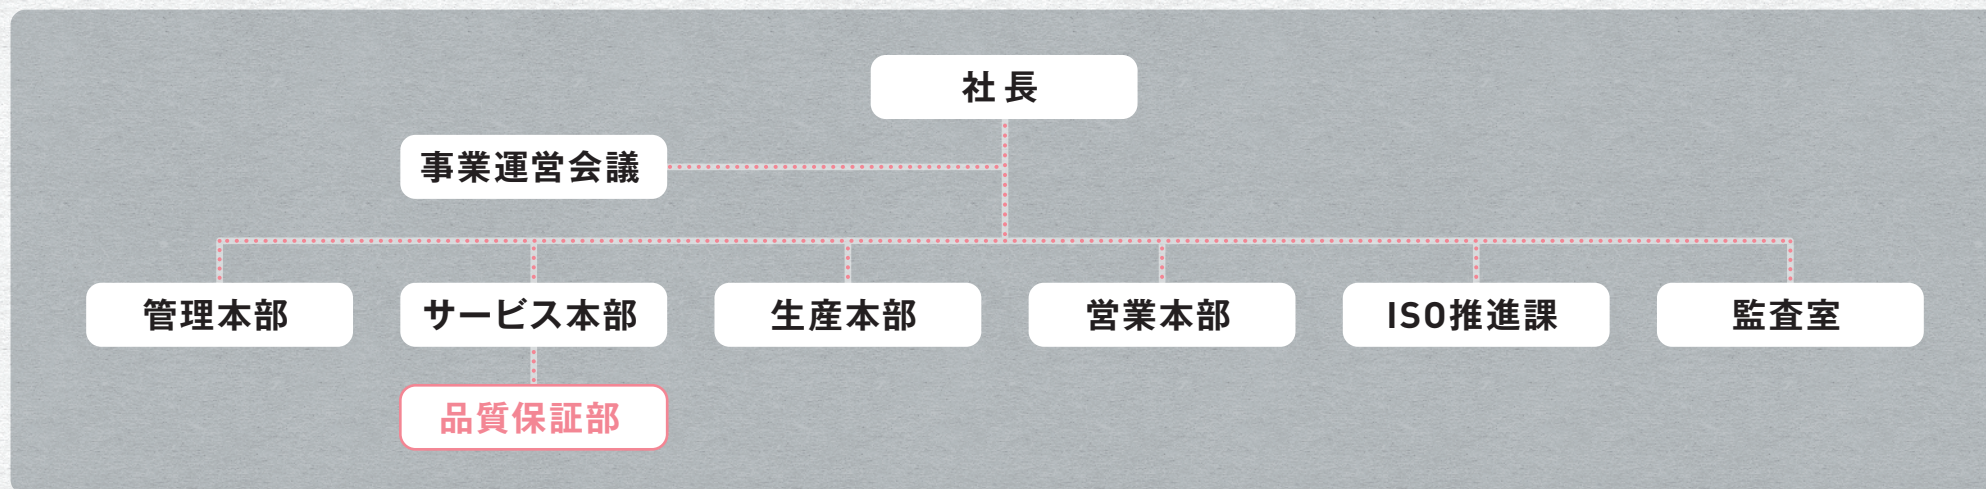 社長
事業運営会議
管理本部
サービス本部
生産本部
営業本部
ISO推進課
監査室
品質保証部